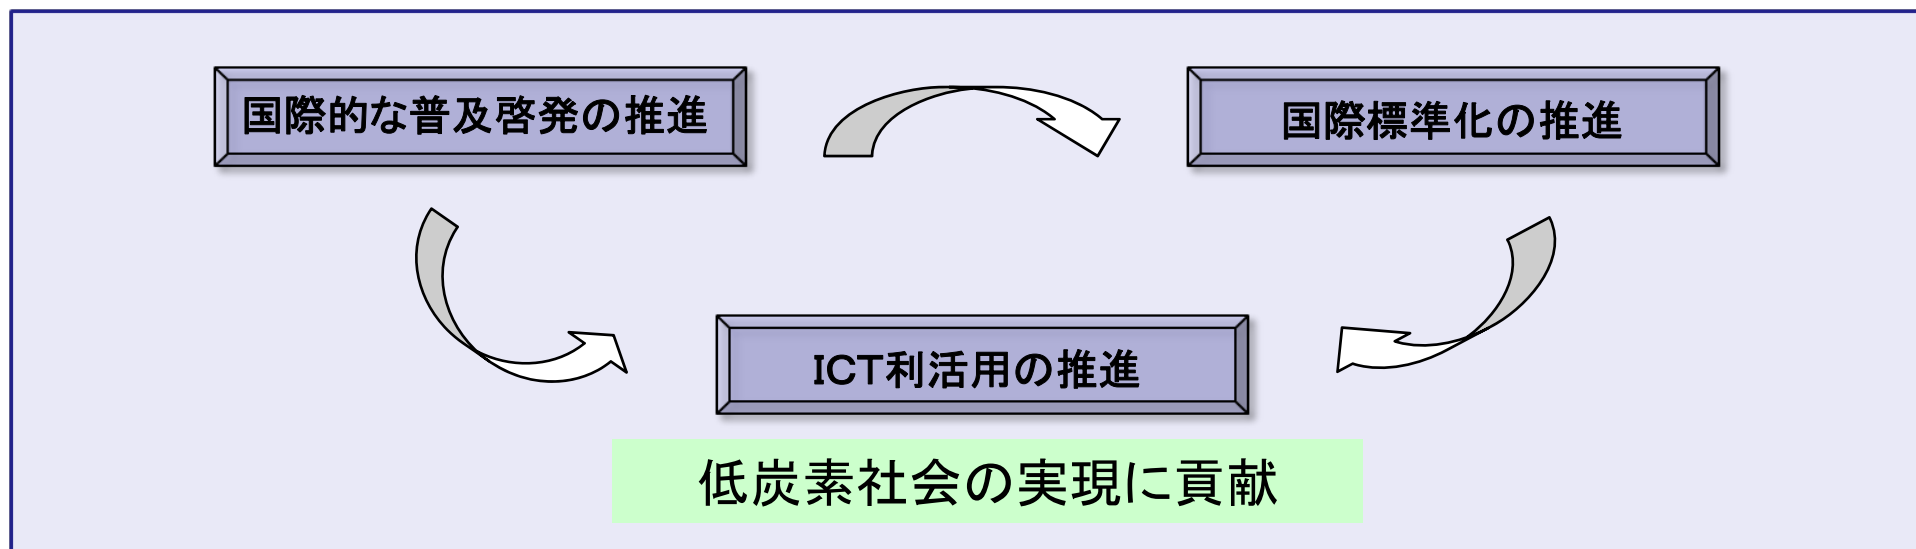 国際的な普及啓発の推進
国際標準化の推進
ICT利活用の推進
低炭素社会の実現に貢献